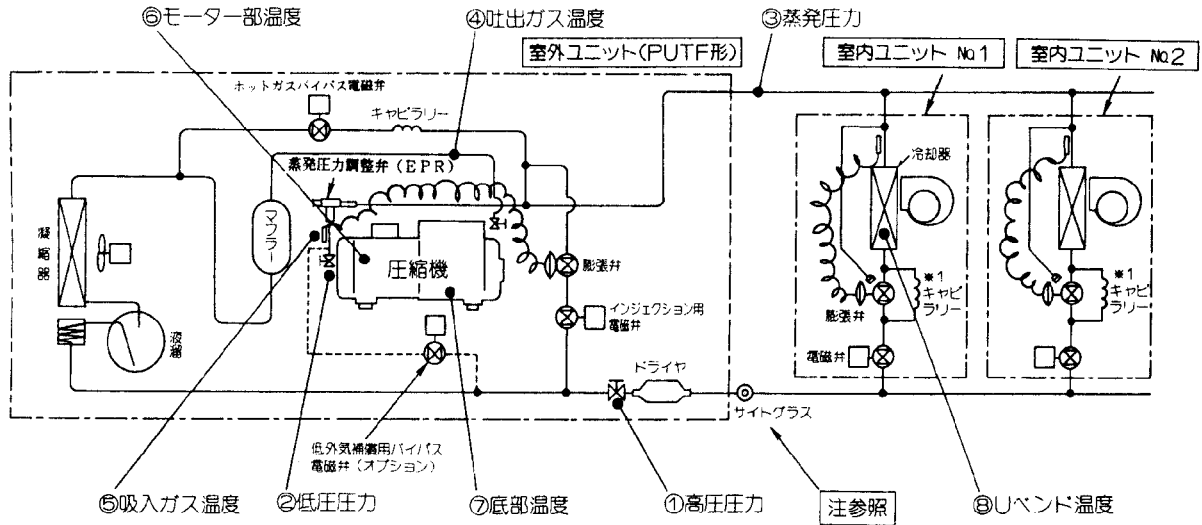 ⑥モーター部温度
④吐出ガス温度
③蒸発圧力
室外ユニット(PUTF形)
室内ユニット No.1
室内ユニット No.2
ホットガスバイパス電磁弁
キャピラリー
蒸発圧力調整弁(EPR)
冷却器
マフラー
凝縮器
圧縮機
膨張弁
※1
キャピラリー
※1
キャピラリー
インジェクション用
電磁弁
膨張弁
液溜
電磁弁
ドライヤ
サイトグラス
低外気補償用バイパス
電磁弁(オプション)
⑤吸入ガス温度
②低圧圧力
⑦底部温度
①高圧圧力
注参照
⑧Uベンド温度